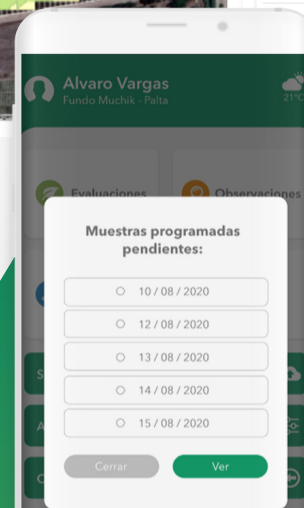 Alvaro Vargas
Fundo Muchik - Palta
21°C
Evaluaciones
Observaciones
Muestras programadas
pendientes:
10 / 08 / 2020
12 / 08 / 2020
13 / 08 / 2020
14 / 08 / 2020
15 / 08 / 2020
Cerrar
Ver